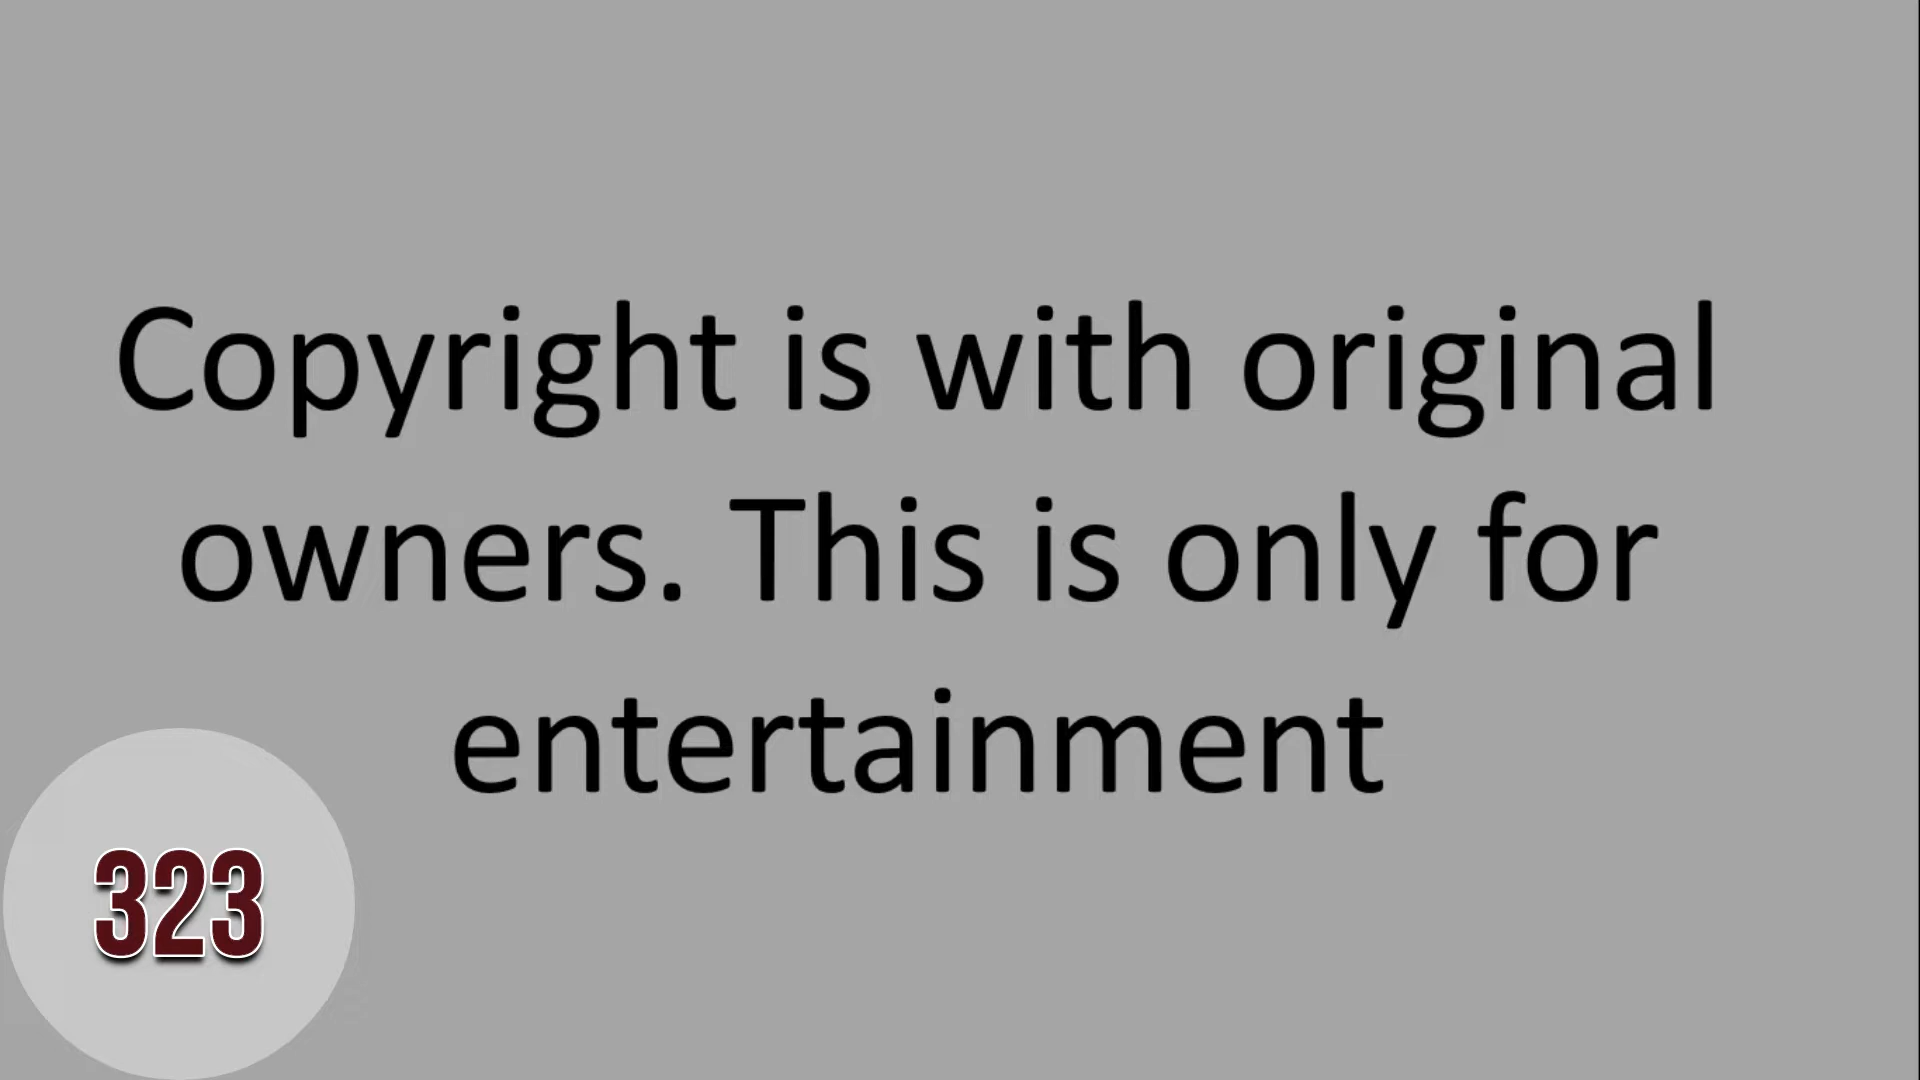 Copyright is with original
owners. This is only for
entertainment
323